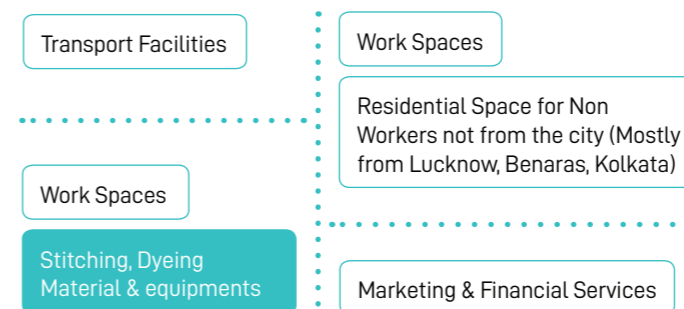 Transport Facilities
Work Spaces
Stitching, Dyeing
Material & equipments
Work Spaces
Residential Space for Non
Workers not from the city (Mostly
from Lucknow, Benaras, Kolkata)
Marketing & Financial Services